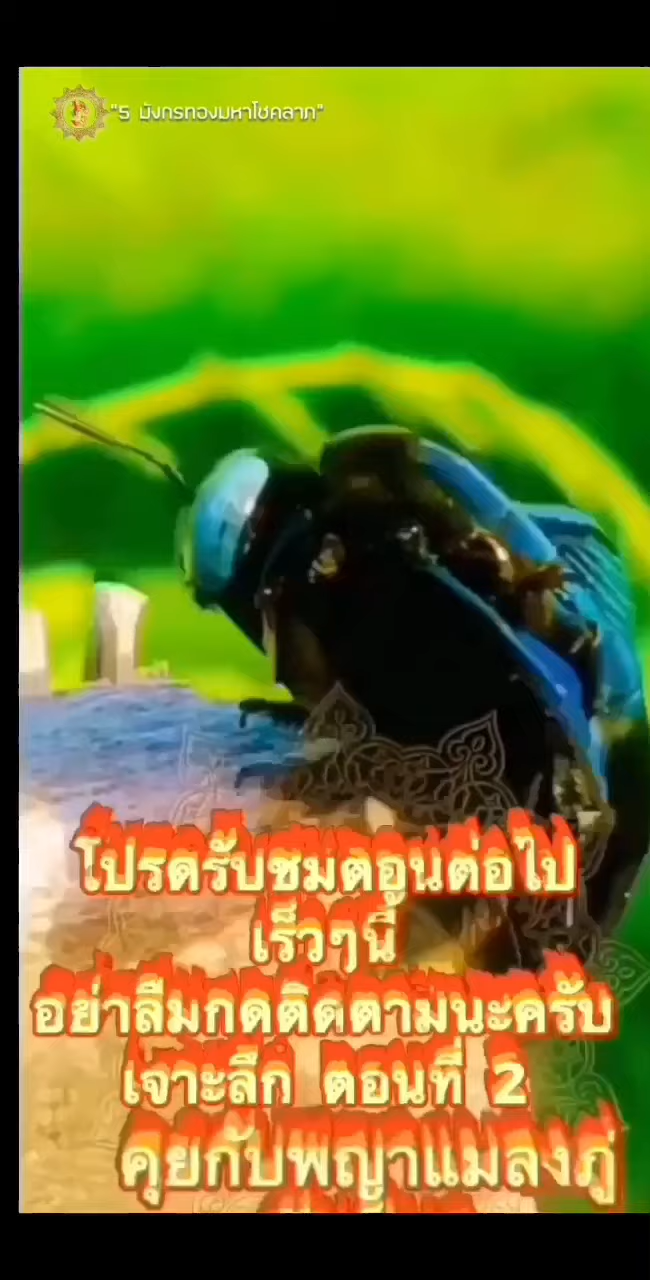 "5 มังกรทองมหาโชคลาภ"
โปรดรับชมตอนต่อไป
เร็วๆนี้
อย่าลืมกดติดตามนะครับ
เจาะลึก ตอนที่ 2
คุยกับพญาแมลงภู่